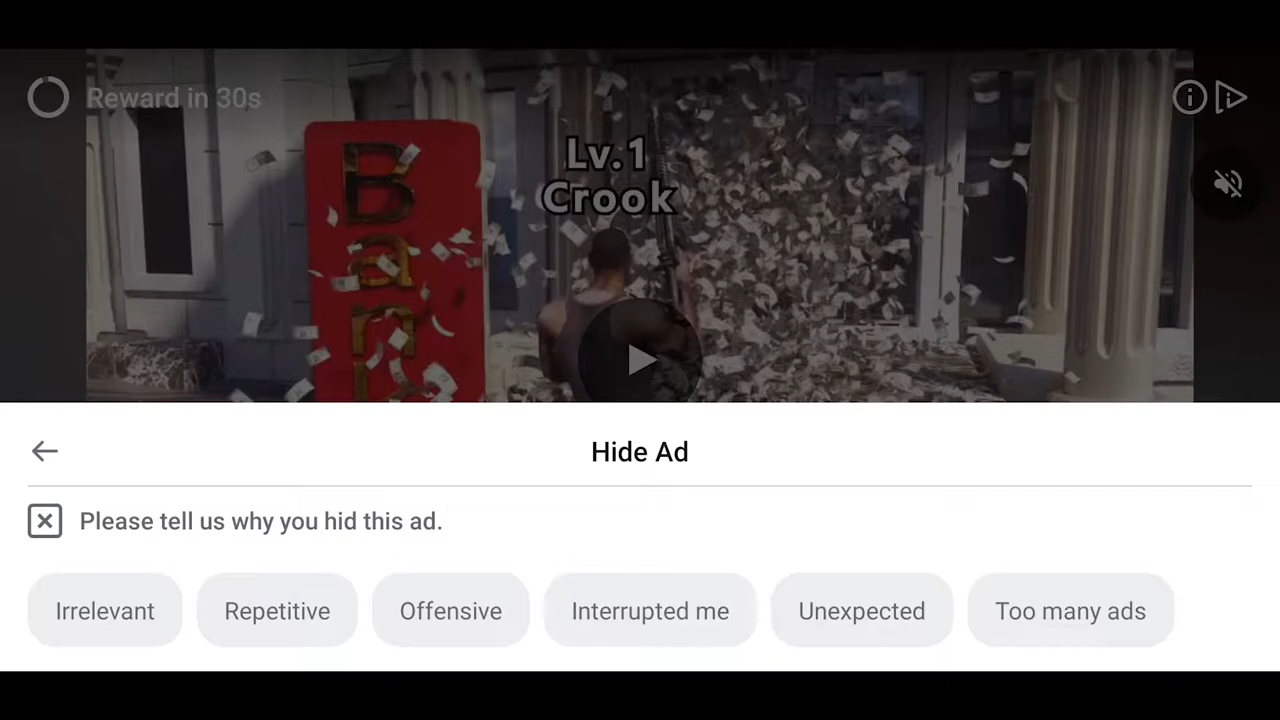 Reward in 30s
Lv.1
Crook
Bank
Hide Ad
Please tell us why you hid this ad.
Irrelevant
Repetitive
Offensive
Interrupted me
Unexpected
Too many ads